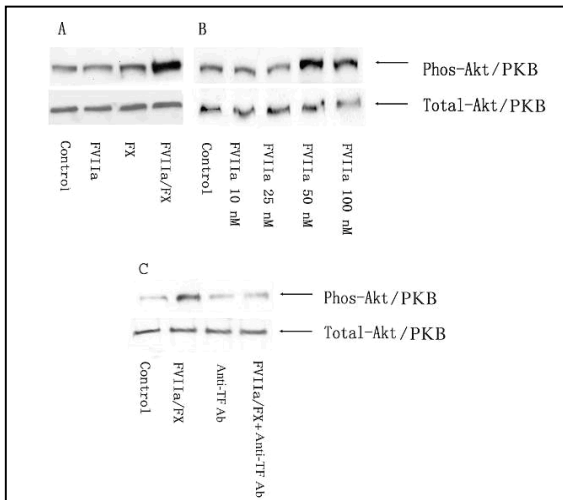 A
B
Phos-Akt/PKB
Total-Akt/PKB
Control
FVIIa
FX
FVIIa/FX
Control
FVIIa 10 nM
FVIIa 25 nM
FVIIa 50 nM
FVIIa 100 nM
C
Phos-Akt/PKB
Total-Akt/PKB
Control
FVIIa/FX
Anti-TF Ab
FVIIa/FX+Anti-TF Ab